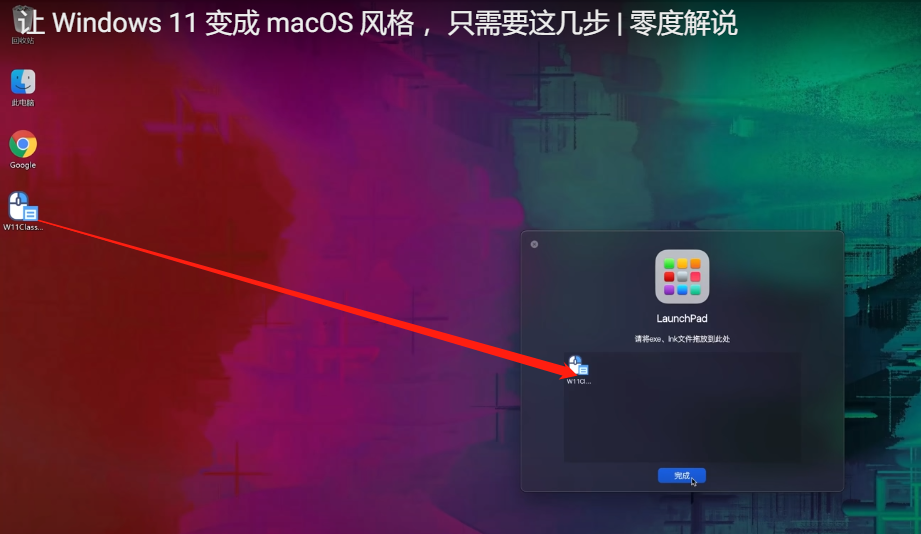 让 Windows 11 变成 macOS 风格 ，只需要这几步 | 零度解说
回收站
此电脑
Google
W11Class...
LaunchPad
请将exe、lnk文件拖放到此处
W11Cl...
完成